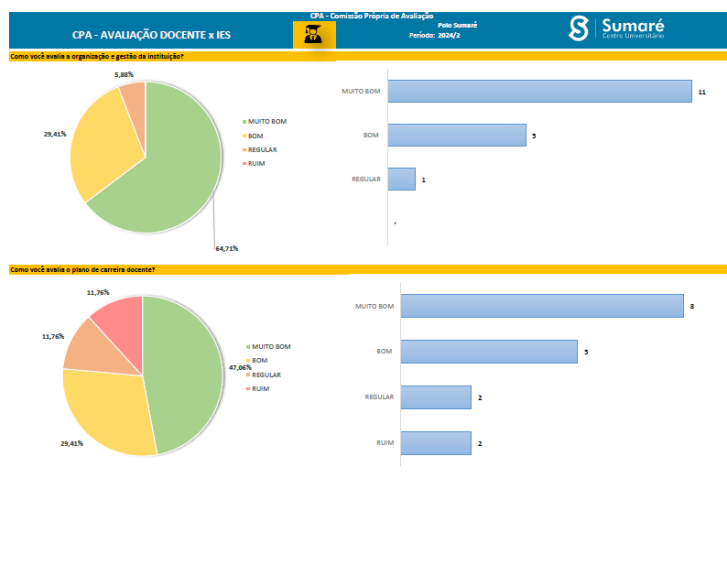 CPA - Comissão Própria de Avaliação
CPA - AVALIAÇÃO DOCENTE x IES
Polo Sumaré
Período: 2024/2
Sumaré
Centro Universitário
Como você avalia a organização e gestão da instituição?
5,88%
29,41%
64,71%
MUITO BOM
BOM
REGULAR
RUIM
MUITO BOM
11
BOM
5
REGULAR
1
-
Como você avalia o plano de carreira docente?
11,76%
11,76%
47,06%
29,41%
MUITO BOM
BOM
REGULAR
RUIM
MUITO BOM
8
BOM
5
REGULAR
2
RUIM
2